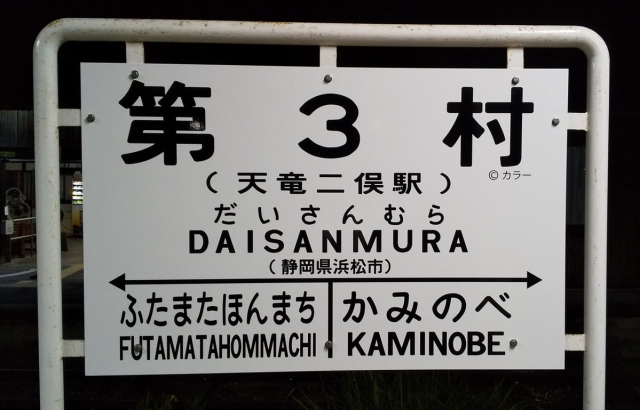 第 3 村
© カラー
(天竜二俣駅)
だいさんむら
DAISANMURA
(静岡県浜松市)
ふたまたほんまち かみのべ
FUTAMATAHOMMACHI KAMINOBE